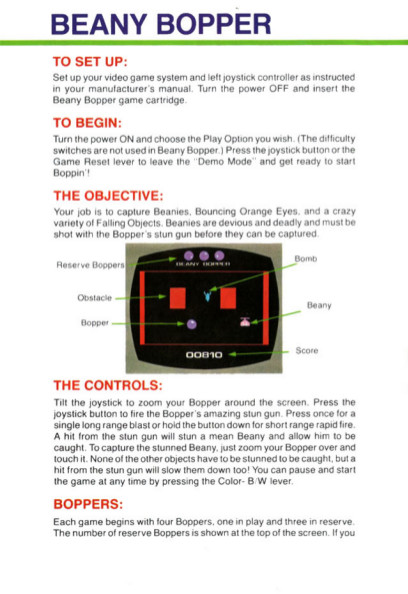 BEANY BOPPER
TO SET UP:
Set up your video game system and left joystick controller as instructed
in your manufacturer's manual. Turn the power OFF and insert the
Beany Bopper game cartridge.
TO BEGIN:
Turn the power ON and choose the Play Option you wish. (The difficulty
switches are not used in Beany Bopper.) Press the joystick button or the
Game Reset lever to leave the "Demo Mode" and get ready to start
Boppin'!
THE OBJECTIVE:
Your job is to capture Beanies, Bouncing Orange Eyes, and a crazy
variety of Falling Objects. Beanies are devious and deadly and must be
shot with the Bopper's stun gun before they can be captured.
Reserve Boppers
Bomb
BEANY BOPPER
Obstacle
Beany
Bopper
00810
Score
THE CONTROLS:
Tilt the joystick to zoom your Bopper around the screen. Press the
joystick button to fire the Bopper's amazing stun gun. Press once for a
single long range blast or hold the button down for short range rapid fire.
A hit from the stun gun will stun a mean Beany and allow him to be
caught. To capture the stunned Beany, just zoom your Bopper over and
touch it. None of the other objects have to be stunned to be caught, but a
hit from the stun gun will slow them down too! You can pause and start
the game at any time by pressing the Color- B/W lever.
BOPPERS:
Each game begins with four Boppers, one in play and three in reserve.
The number of reserve Boppers is shown at the top of the screen. If you